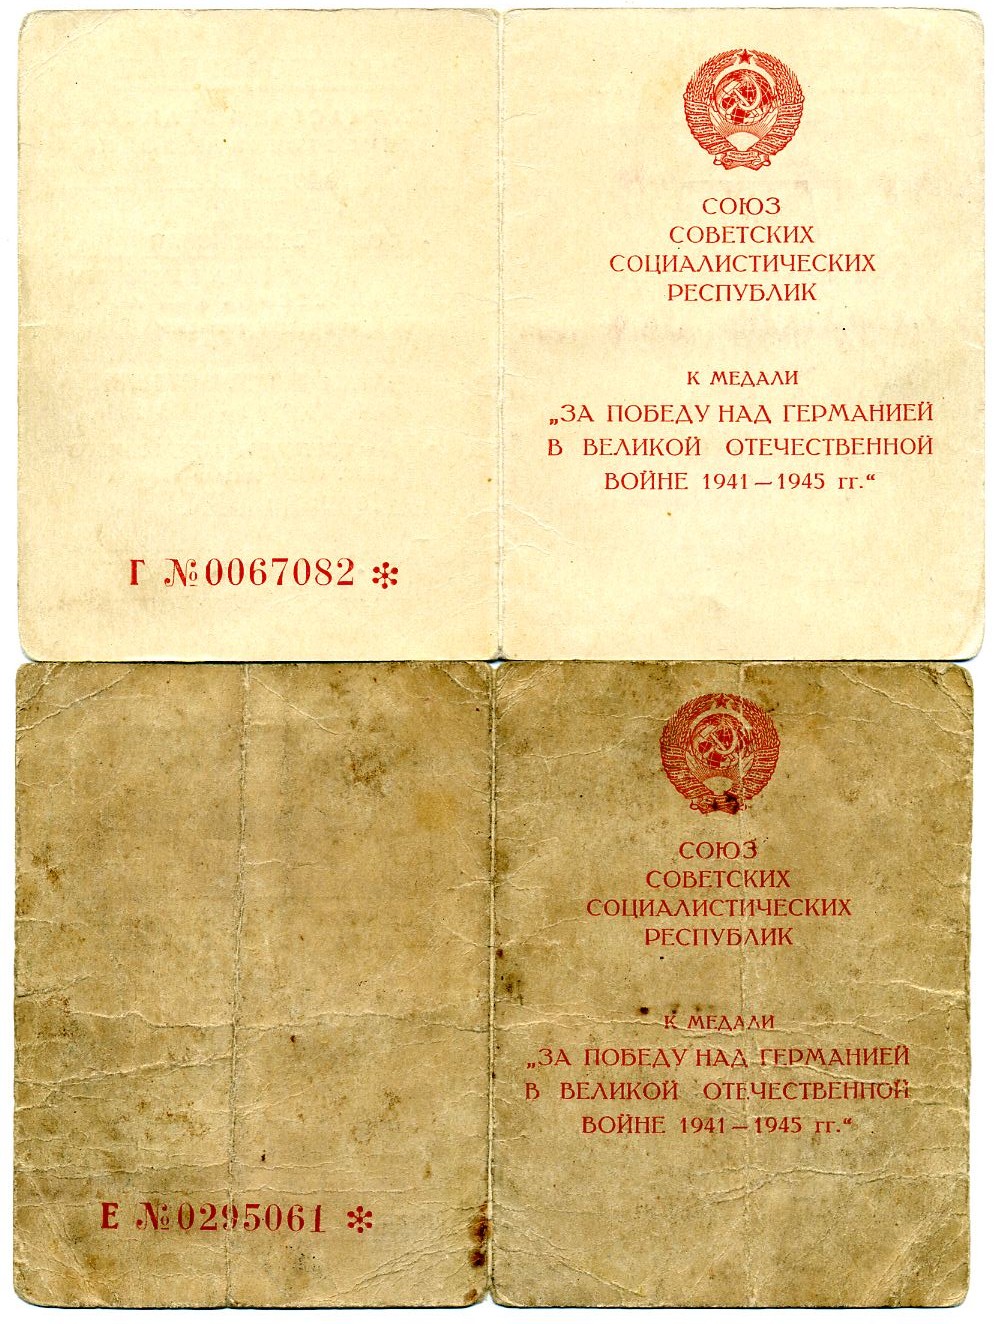 СОЮЗ
СОВЕТСКИХ
СОЦИАЛИСТИЧЕСКИХ
РЕСПУБЛИК
К МЕДАЛИ
„ЗА ПОБЕДУ НАД ГЕРМАНИЕЙ
В ВЕЛИКОЙ ОТЕЧЕСТВЕННОЙ
ВОЙНЕ 1941—1945 гг.“
Г №0067082 *
СОЮЗ
СОВЕТСКИХ
СОЦИАЛИСТИЧЕСКИХ
РЕСПУБЛИК
К МЕДАЛИ
„ЗА ПОБЕДУ НАД ГЕРМАНИЕЙ
В ВЕЛИКОЙ ОТЕЧЕСТВЕННОЙ
ВОЙНЕ 1941—1945 гг.“
Е №0295061 *